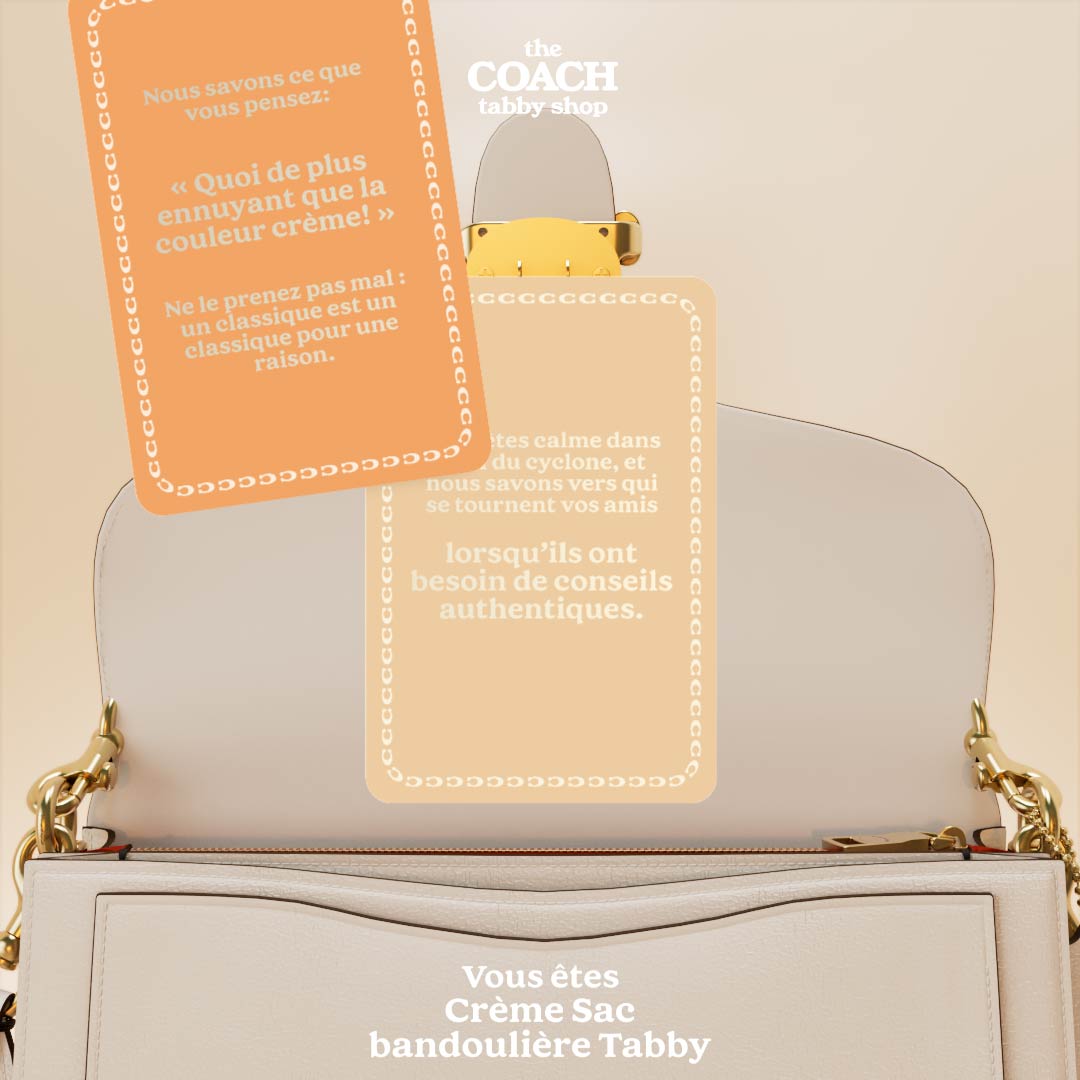 the
COACH
tabby shop
Nous savons ce que
vous pensez:
« Quoi de plus
ennuyant que la
couleur crème! »
Ne le prenez pas mal :
un classique est un
classique pour une
raison.
êtes calme dans
du cyclone, et
nous savons vers qui
se tournent vos amis
lorsqu’ils ont
besoin de conseils
authentiques.
Vous êtes
Crème Sac
bandoulière Tabby